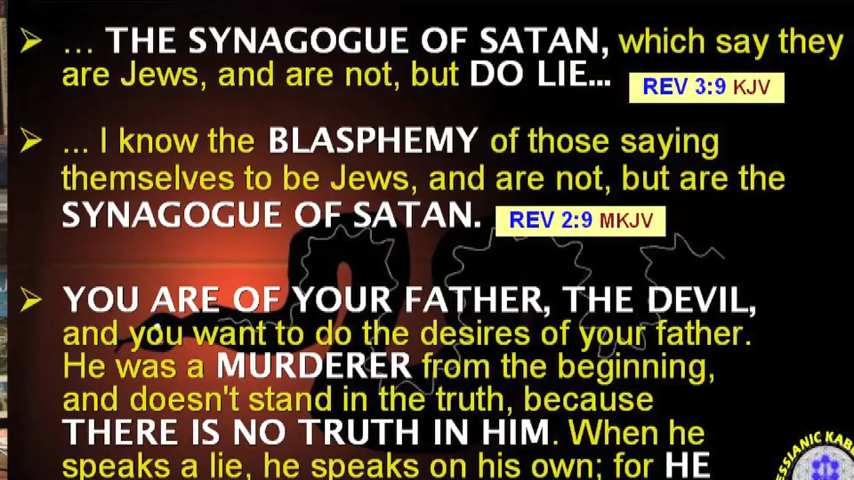 … THE SYNAGOGUE OF SATAN, which say they
are Jews, and are not, but DO LIE...
REV 3:9 KJV
... I know the BLASPHEMY of those saying
themselves to be Jews, and are not, but are the
SYNAGOGUE OF SATAN.
REV 2:9 MKJV
YOU ARE OF YOUR FATHER, THE DEVIL,
and you want to do the desires of your father.
He was a MURDERER from the beginning,
and doesn't stand in the truth, because
THERE IS NO TRUTH IN HIM. When he
speaks a lie, he speaks on his own; for HE